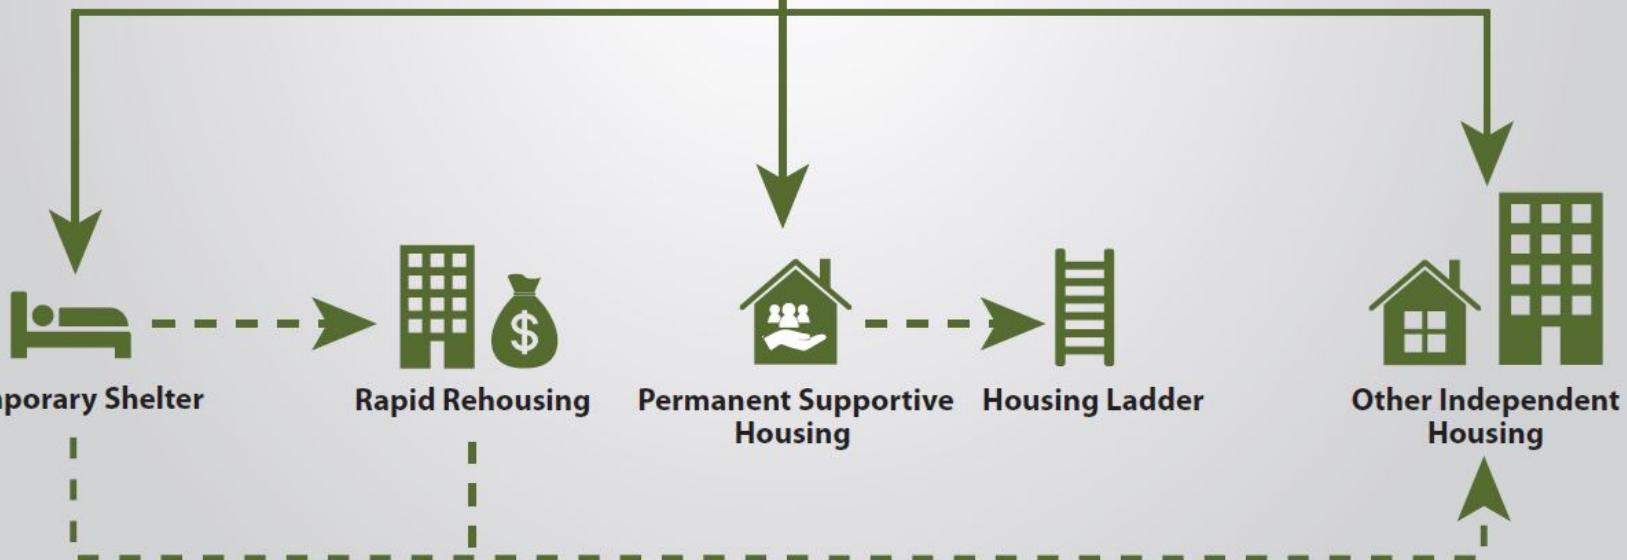 porary Shelter
Rapid Rehousing
Permanent Supportive
Housing
Housing Ladder
Other Independent
Housing
$